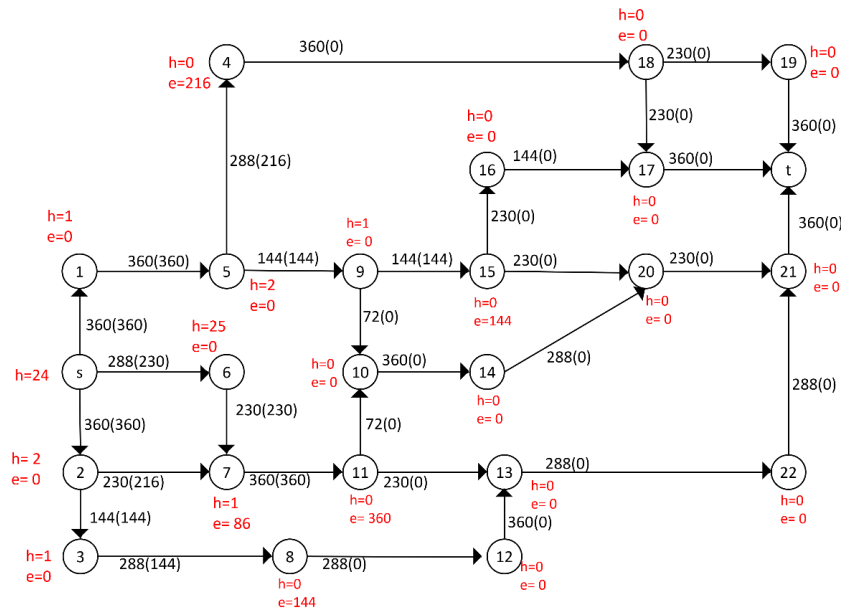 h=0
e= 0
360(0)
h=0
e=216
4
18
230(0)
19
h=0
e= 0
h=0
e= 0
230(0)
360(0)
288(216)
16
144(0)
17
360(0)
t
h=0
e= 0
230(0)
360(0)
h=1
e=0
h=1
e= 0
1
360(360)
5
144(144)
9
144(144)
15
230(0)
20
230(0)
21
h=0
e= 0
h=2
e=0
h=0
e=144
h=0
e= 0
360(360)
72(0)
h=25
e=0
h=24
s
288(230)
6
h=0
e= 0
10
360(0)
14
288(0)
288(0)
h=0
e= 0
360(360)
230(230)
72(0)
h= 2
e= 0
2
230(216)
7
360(360)
11
230(0)
13
288(0)
22
h=1
e= 86
h=0
e= 360
h=0
e= 0
h=0
e= 0
144(144)
360(0)
h=1
e=0
3
288(144)
8
288(0)
12
h=0
e= 0
h=0
e=144